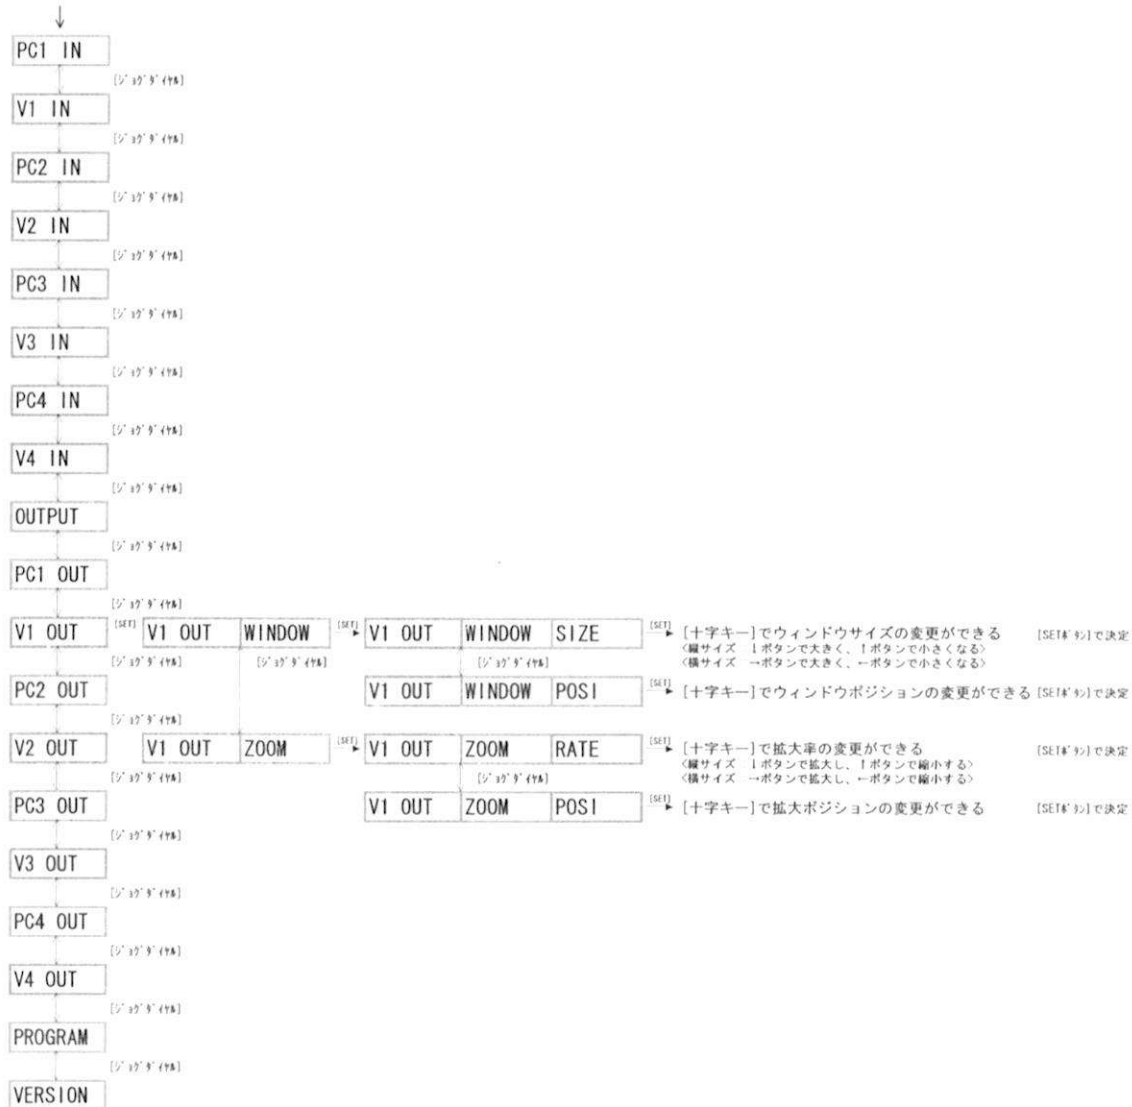 PC1 IN
[ジョグダイヤル]
V1 IN
[ジョグダイヤル]
PC2 IN
[ジョグダイヤル]
V2 IN
[ジョグダイヤル]
PC3 IN
[ジョグダイヤル]
V3 IN
[ジョグダイヤル]
PC4 IN
[ジョグダイヤル]
V4 IN
[ジョグダイヤル]
OUTPUT
[ジョグダイヤル]
PC1 OUT
[ジョグダイヤル]
V1 OUT [SET] V1 OUT WINDOW [SET] V1 OUT WINDOW SIZE [SET] [十字キー]でウィンドウサイズの変更ができる [SETボタン]で決定
〈縦サイズ ↓ボタンで大きく、↑ボタンで小さくなる〉
[ジョグダイヤル] [ジョグダイヤル] [ジョグダイヤル] 〈横サイズ →ボタンで大きく、←ボタンで小さくなる〉
PC2 OUT V1 OUT WINDOW POSI [SET] [十字キー]でウィンドウポジションの変更ができる [SETボタン]で決定
[ジョグダイヤル]
V2 OUT V1 OUT ZOOM [SET] V1 OUT ZOOM RATE [SET] [十字キー]で拡大率の変更ができる [SETボタン]で決定
〈縦サイズ ↓ボタンで拡大し、↑ボタンで縮小する〉
[ジョグダイヤル] [ジョグダイヤル] 〈横サイズ →ボタンで拡大し、←ボタンで縮小する〉
PC3 OUT V1 OUT ZOOM POSI [SET] [十字キー]で拡大ポジションの変更ができる [SETボタン]で決定
[ジョグダイヤル]
V3 OUT
[ジョグダイヤル]
PC4 OUT
[ジョグダイヤル]
V4 OUT
[ジョグダイヤル]
PROGRAM
[ジョグダイヤル]
VERSION